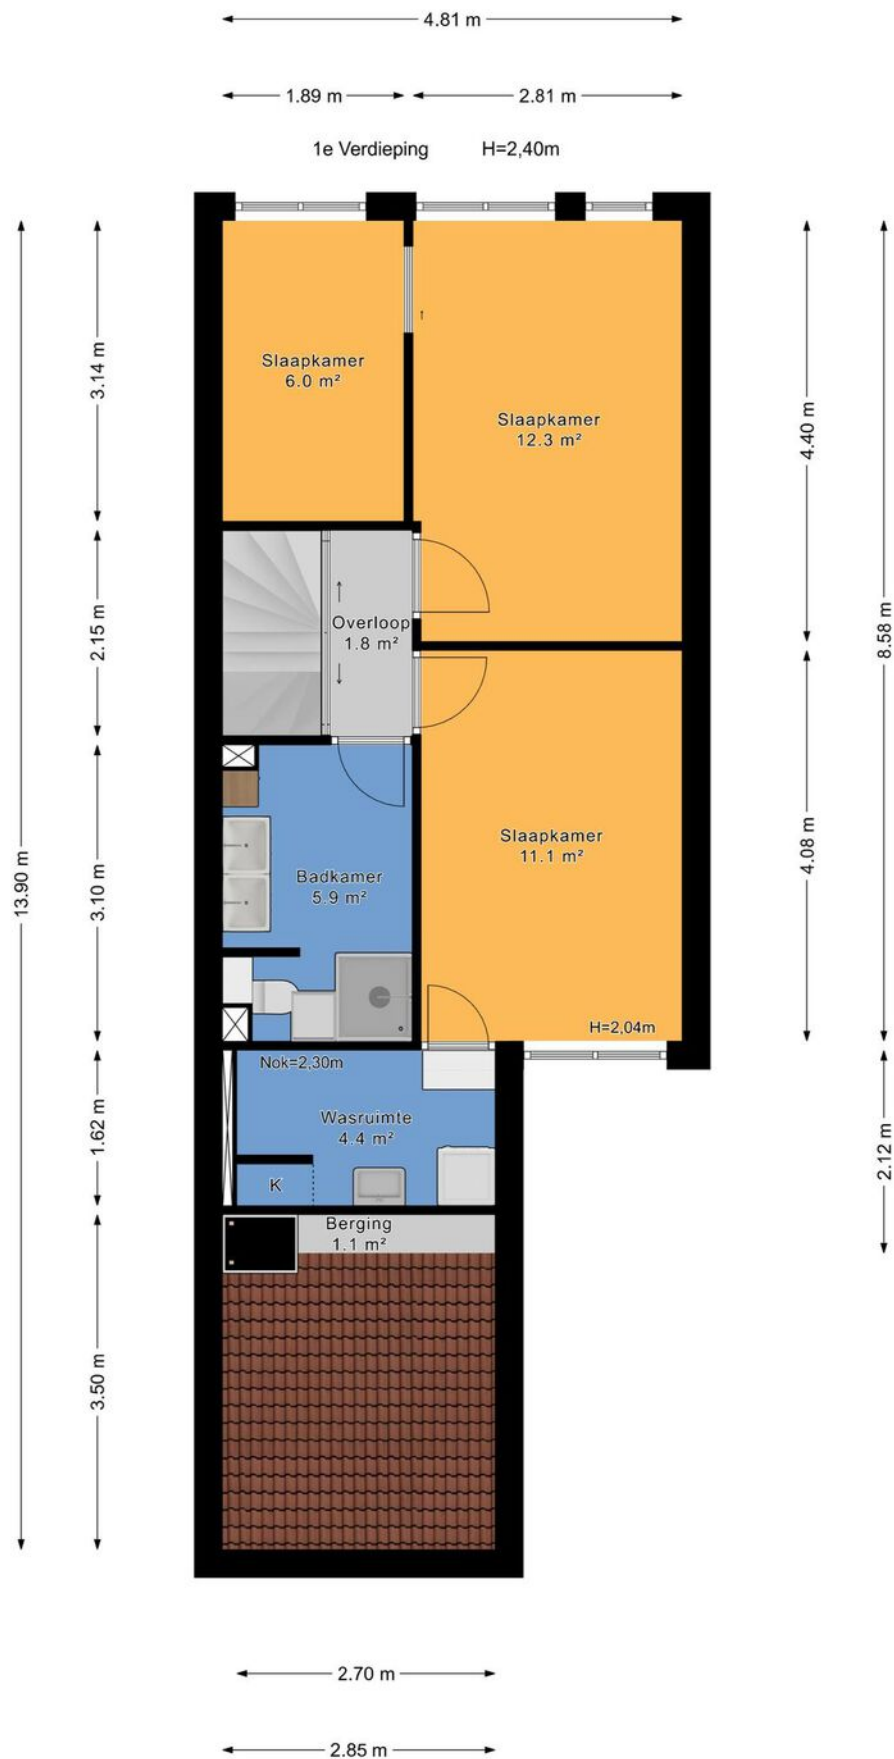 4.81 m
1.89 m
2.81 m
1e Verdieping
H=2,40m
Slaapkamer
6.0 m²
3.14 m
Slaapkamer
12.3 m²
4.40 m
Overloop
1.8 m²
2.15 m
8.58 m
Slaapkamer
11.1 m²
4.08 m
Badkamer
5.9 m²
3.10 m
13.90 m
H=2,04m
Nok=2,30m
Wasruimte
4.4 m²
1.62 m
2.12 m
K
Berging
1.1 m²
3.50 m
2.70 m
2.85 m